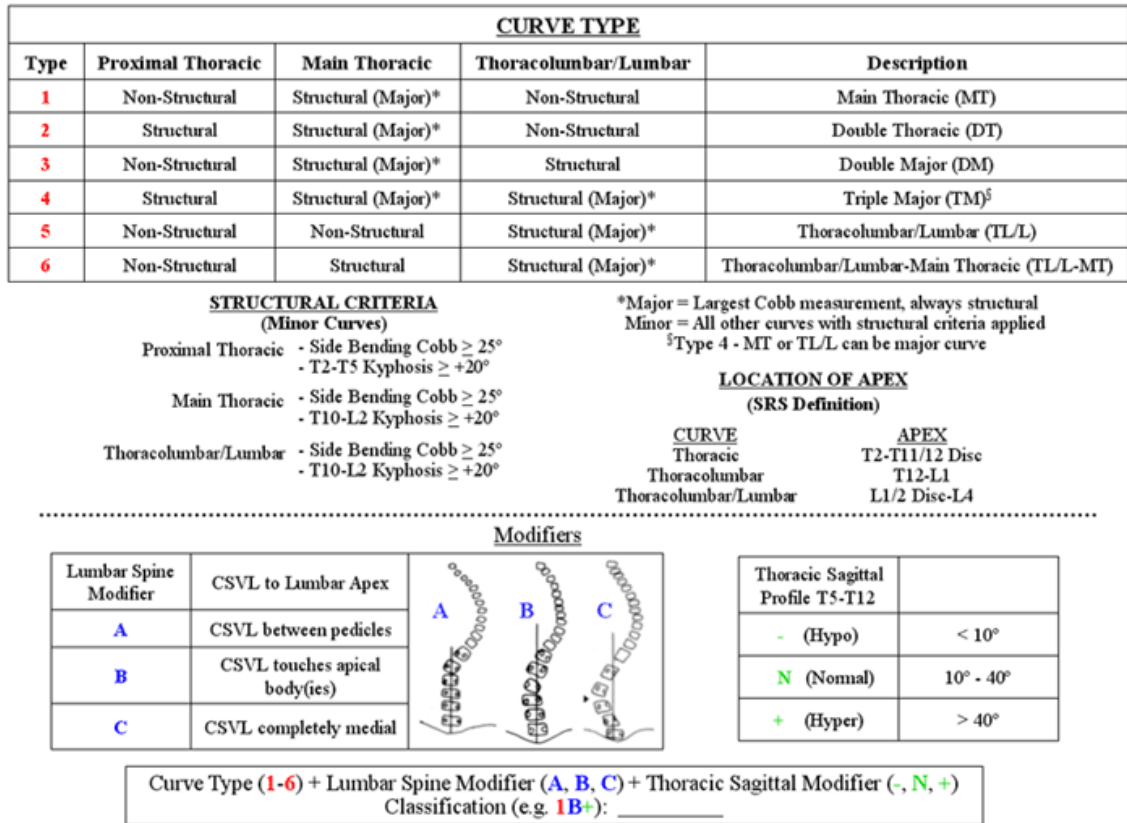 CURVE TYPE
Type Proximal Thoracic Main Thoracic Thoracolumbar/Lumbar Description
1 Non-Structural Structural (Major)* Non-Structural Main Thoracic (MT)
2 Structural Structural (Major)* Non-Structural Double Thoracic (DT)
3 Non-Structural Structural (Major)* Structural Double Major (DM)
4 Structural Structural (Major)* Structural (Major)* Triple Major (TM)§
5 Non-Structural Non-Structural Structural (Major)* Thoracolumbar/Lumbar (TL/L)
6 Non-Structural Structural Structural (Major)* Thoracolumbar/Lumbar-Main Thoracic (TL/L-MT)
STRUCTURAL CRITERIA
(Minor Curves)
Proximal Thoracic - Side Bending Cobb ≥ 25°
- T2-T5 Kyphosis ≥ +20°
Main Thoracic - Side Bending Cobb ≥ 25°
- T10-L2 Kyphosis ≥ +20°
Thoracolumbar/Lumbar - Side Bending Cobb ≥ 25°
- T10-L2 Kyphosis ≥ +20°
*Major = Largest Cobb measurement, always structural
Minor = All other curves with structural criteria applied
§Type 4 - MT or TL/L can be major curve
LOCATION OF APEX
(SRS Definition)
CURVE APEX
Thoracic T2-T11/12 Disc
Thoracolumbar T12-L1
Thoracolumbar/Lumbar L1/2 Disc-L4
Modifiers
Lumbar Spine
Modifier
CSVL to Lumbar Apex
A CSVL between pedicles
B CSVL touches apical
body(ies)
C CSVL completely medial
A B C
Thoracic Sagittal
Profile T5-T12
- (Hypo) < 10°
N (Normal) 10° - 40°
+ (Hyper) > 40°
Curve Type (1-6) + Lumbar Spine Modifier (A, B, C) + Thoracic Sagittal Modifier (-, N, +)
Classification (e.g. 1B+): ________